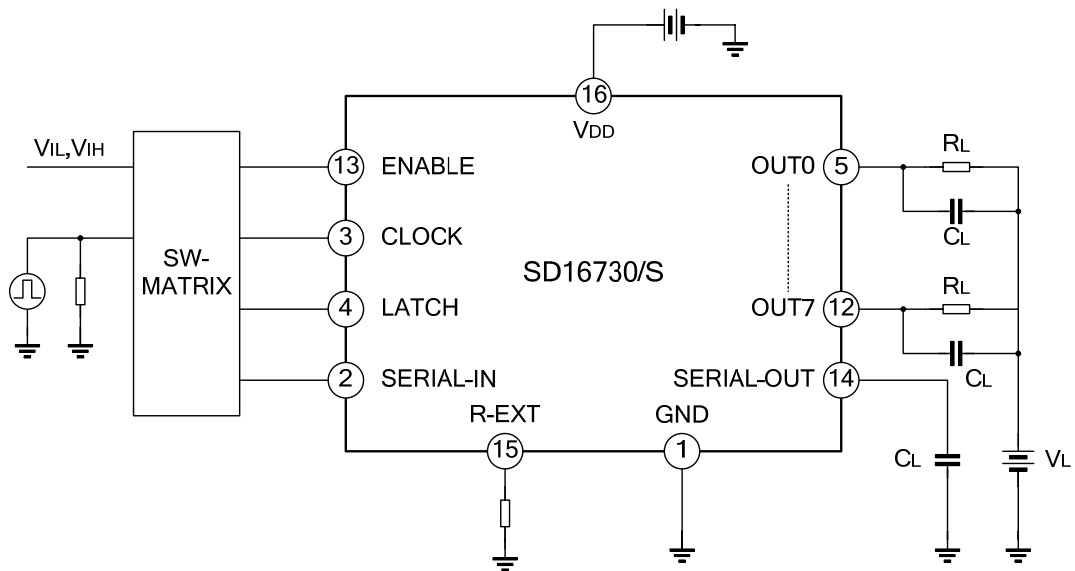 16
VDD
VIL,VIH
SW-
MATRIX
13 ENABLE
3 CLOCK
4 LATCH
2 SERIAL-IN
R-EXT
15
SD16730/S
OUT0 5
OUT7 12
SERIAL-OUT 14
GND
1
RL
CL
RL
CL
CL
VL